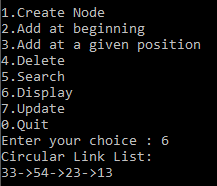 1.Create Node
2.Add at beginning
3.Add at a given position
4.Delete
5.Search
6.Display
7.Update
0.Quit
Enter your choice : 6
Circular Link List:
33->54->23->13